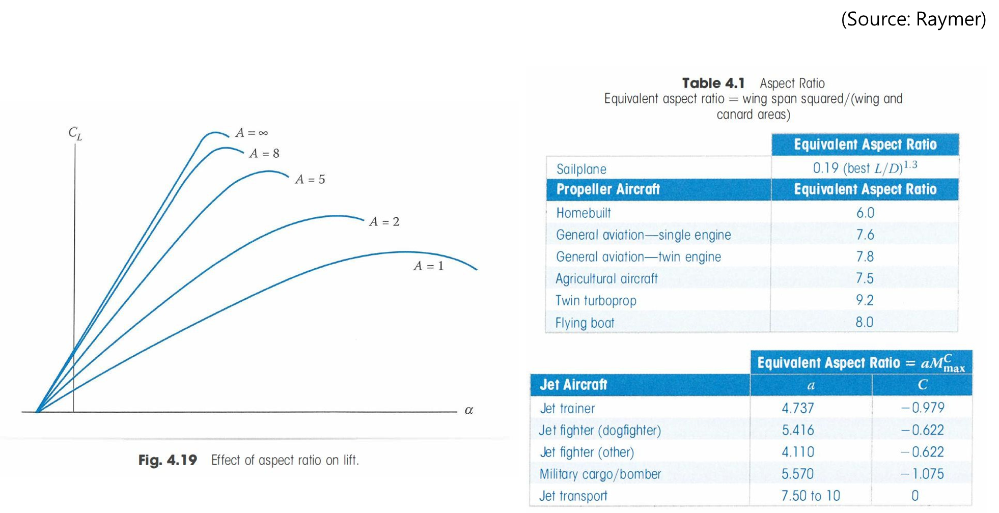 (Source: Raymer)
C_L
A = ∞
A = 8
A = 5
A = 2
A = 1
α
Fig. 4.19 Effect of aspect ratio on lift.
Table 4.1 Aspect Ratio
Equivalent aspect ratio = wing span squared/(wing and
canard areas)
Equivalent Aspect Ratio
Sailplane 0.19 (best L/D)^1.3
Propeller Aircraft Equivalent Aspect Ratio
Homebuilt 6.0
General aviation—single engine 7.6
General aviation—twin engine 7.8
Agricultural aircraft 7.5
Twin turboprop 9.2
Flying boat 8.0
Equivalent Aspect Ratio = aM^C_max
Jet Aircraft a C
Jet trainer 4.737 −0.979
Jet fighter (dogfighter) 5.416 −0.622
Jet fighter (other) 4.110 −0.622
Military cargo/bomber 5.570 −1.075
Jet transport 7.50 to 10 0